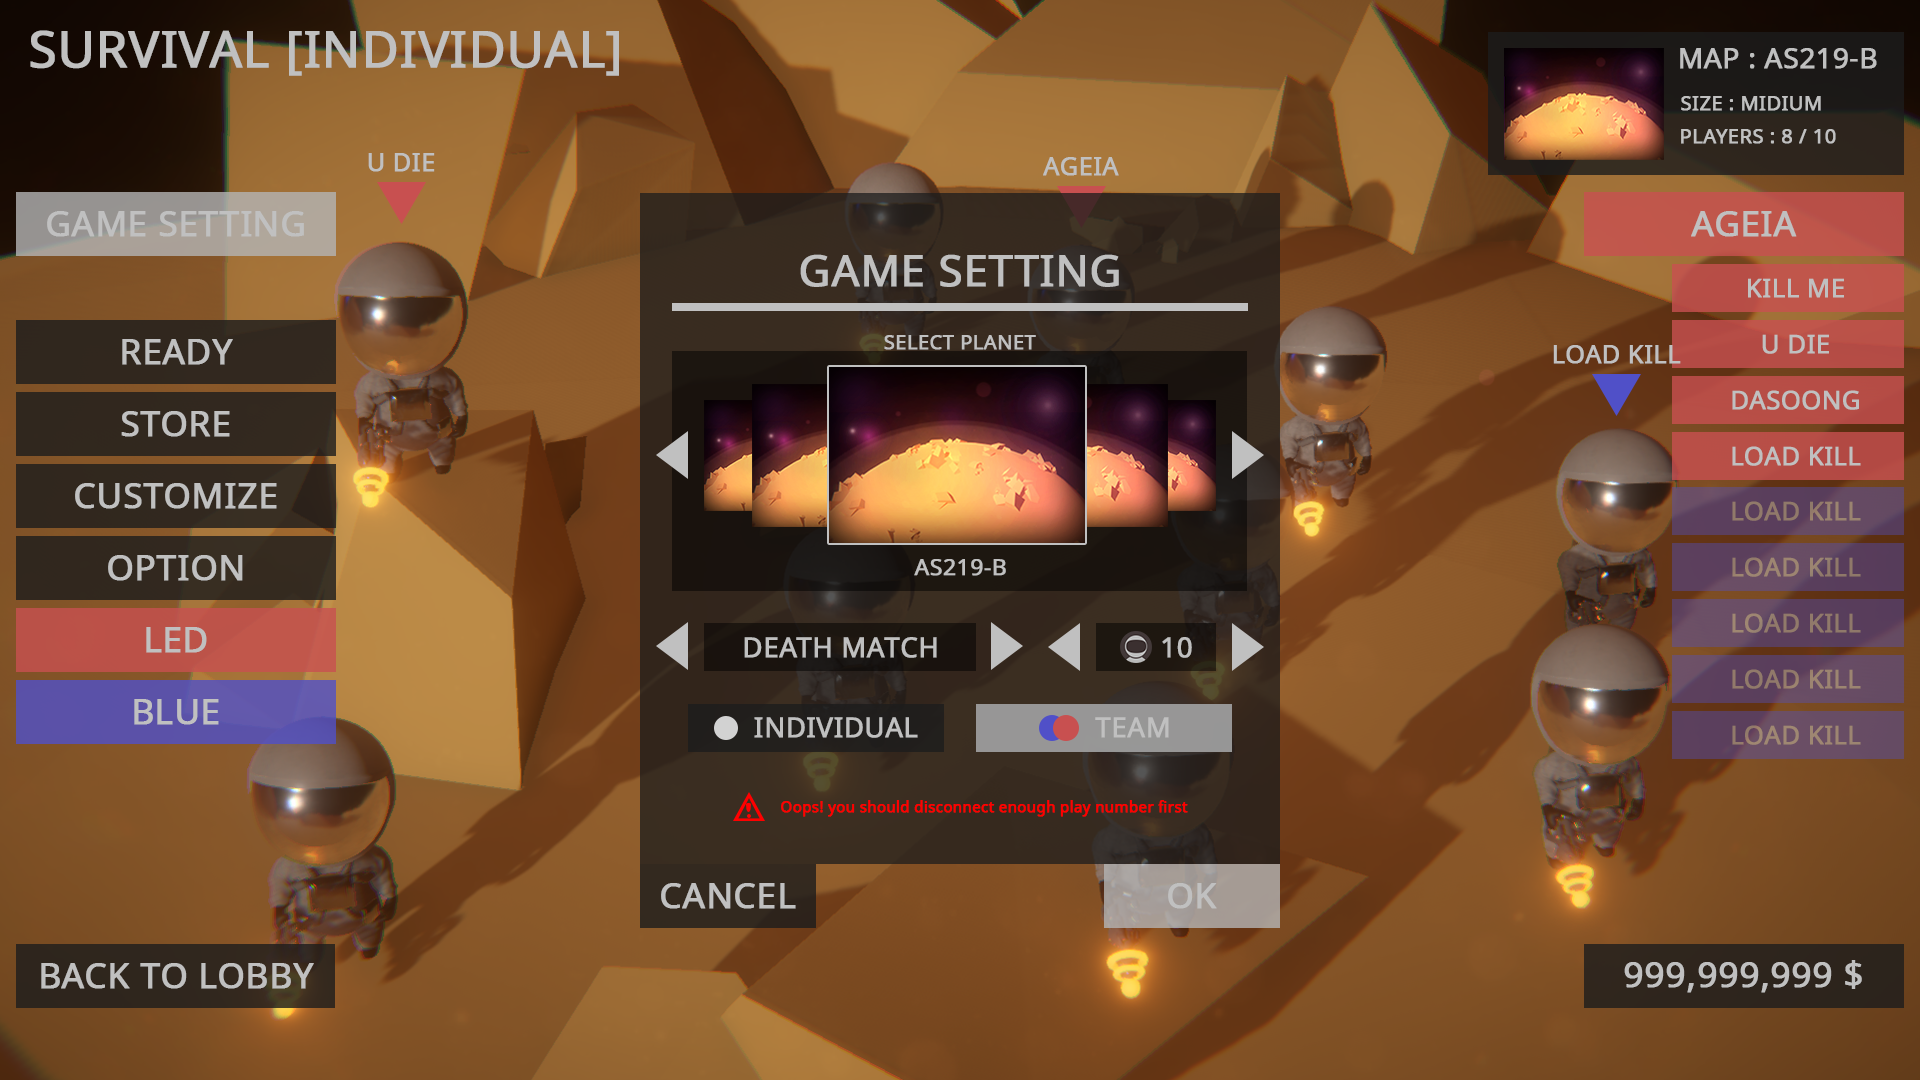 SURVIVAL [INDIVIDUAL]
MAP : AS219-B
SIZE : MIDIUM
PLAYERS : 8 / 10
U DIE
AGEIA
LOAD KILL
GAME SETTING
READY
STORE
CUSTOMIZE
OPTION
LED
BLUE
BACK TO LOBBY
GAME SETTING
SELECT PLANET
AS219-B
DEATH MATCH
10
INDIVIDUAL
TEAM
Oops! you should disconnect enough play number first
CANCEL
OK
AGEIA
KILL ME
U DIE
DASOONG
LOAD KILL
LOAD KILL
LOAD KILL
LOAD KILL
LOAD KILL
LOAD KILL
999,999,999 $